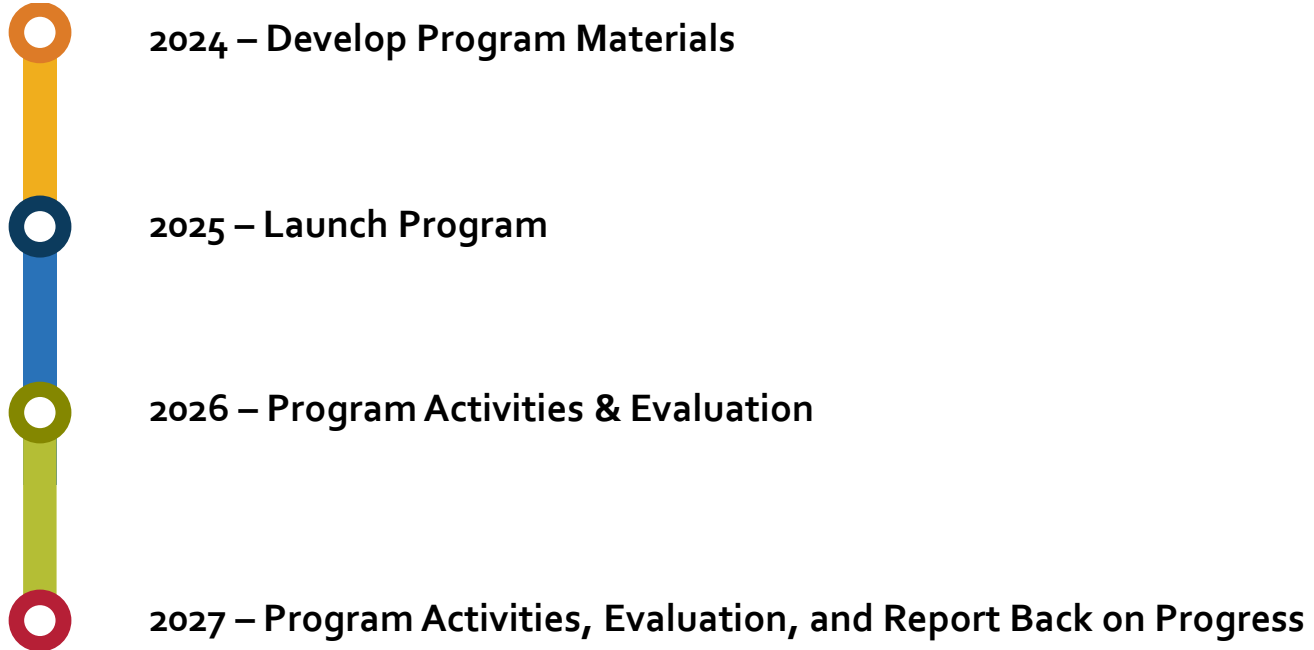 2024 – Develop Program Materials
2025 – Launch Program
2026 – Program Activities & Evaluation
2027 – Program Activities, Evaluation, and Report Back on Progress